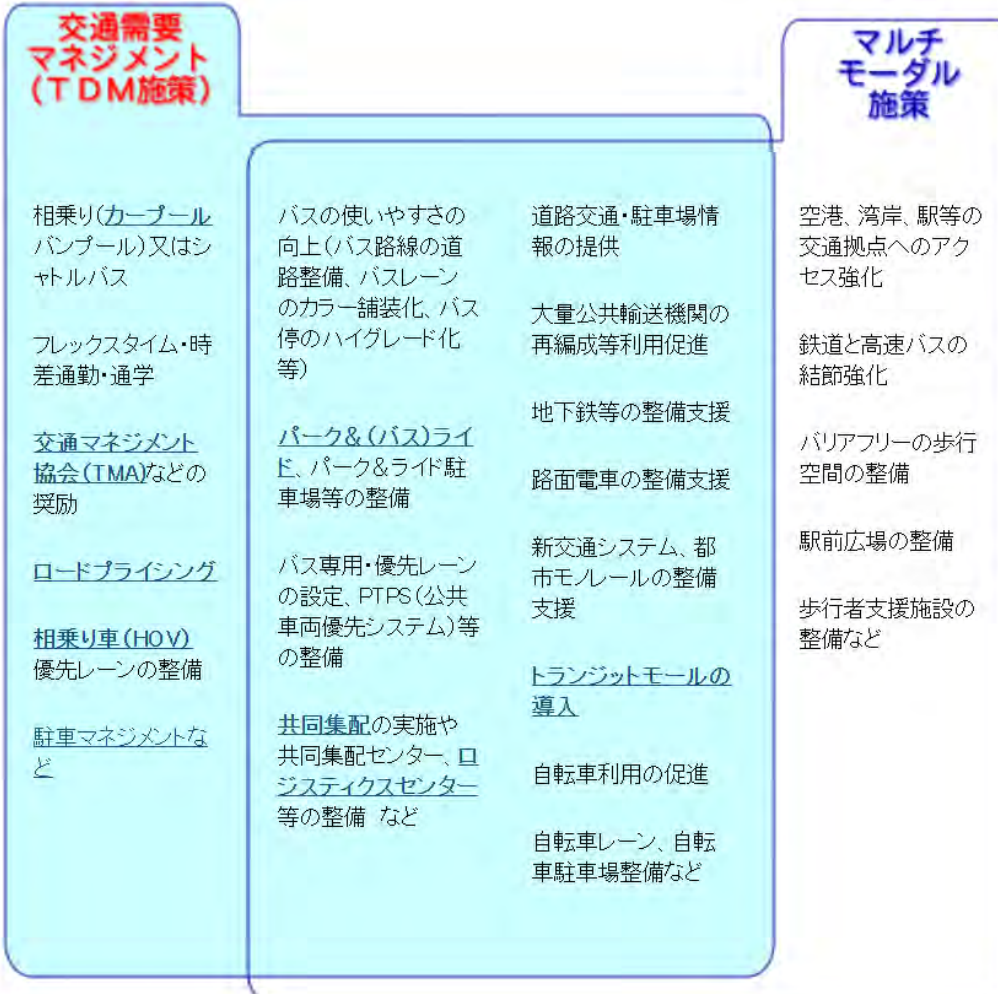 交通需要
マネジメント
(TDM施策)
マルチ
モーダル
施策
相乗り(カープール
バンプール)又はシ
ャトルバス
フレックスタイム・時
差通勤・通学
交通マネジメント
協会(TMA)などの
奨励
ロードプライシング
相乗り車(HOV)
優先レーンの整備
駐車マネジメントな
ど
バスの使いやすさの
向上(バス路線の道
路整備、バスレーン
のカラー舗装化、バス
停のハイグレード化
等)
パーク&(バス)ライ
ド、パーク&ライド駐
車場等の整備
バス専用・優先レーン
の設定、PTPS(公共
車両優先システム)等
の整備
共同集配の実施や
共同集配センター、ロ
ジスティクスセンター
等の整備 など
道路交通・駐車場情
報の提供
大量公共輸送機関の
再編成等利用促進
地下鉄等の整備支援
路面電車の整備支援
新交通システム、都
市モノレールの整備
支援
トランジットモールの
導入
自転車利用の促進
自転車レーン、自転
車駐車場整備など
空港、湾岸、駅等の
交通拠点へのアク
セス強化
鉄道と高速バスの
結節強化
バリアフリーの歩行
空間の整備
駅前広場の整備
歩行者支援施設の
整備など